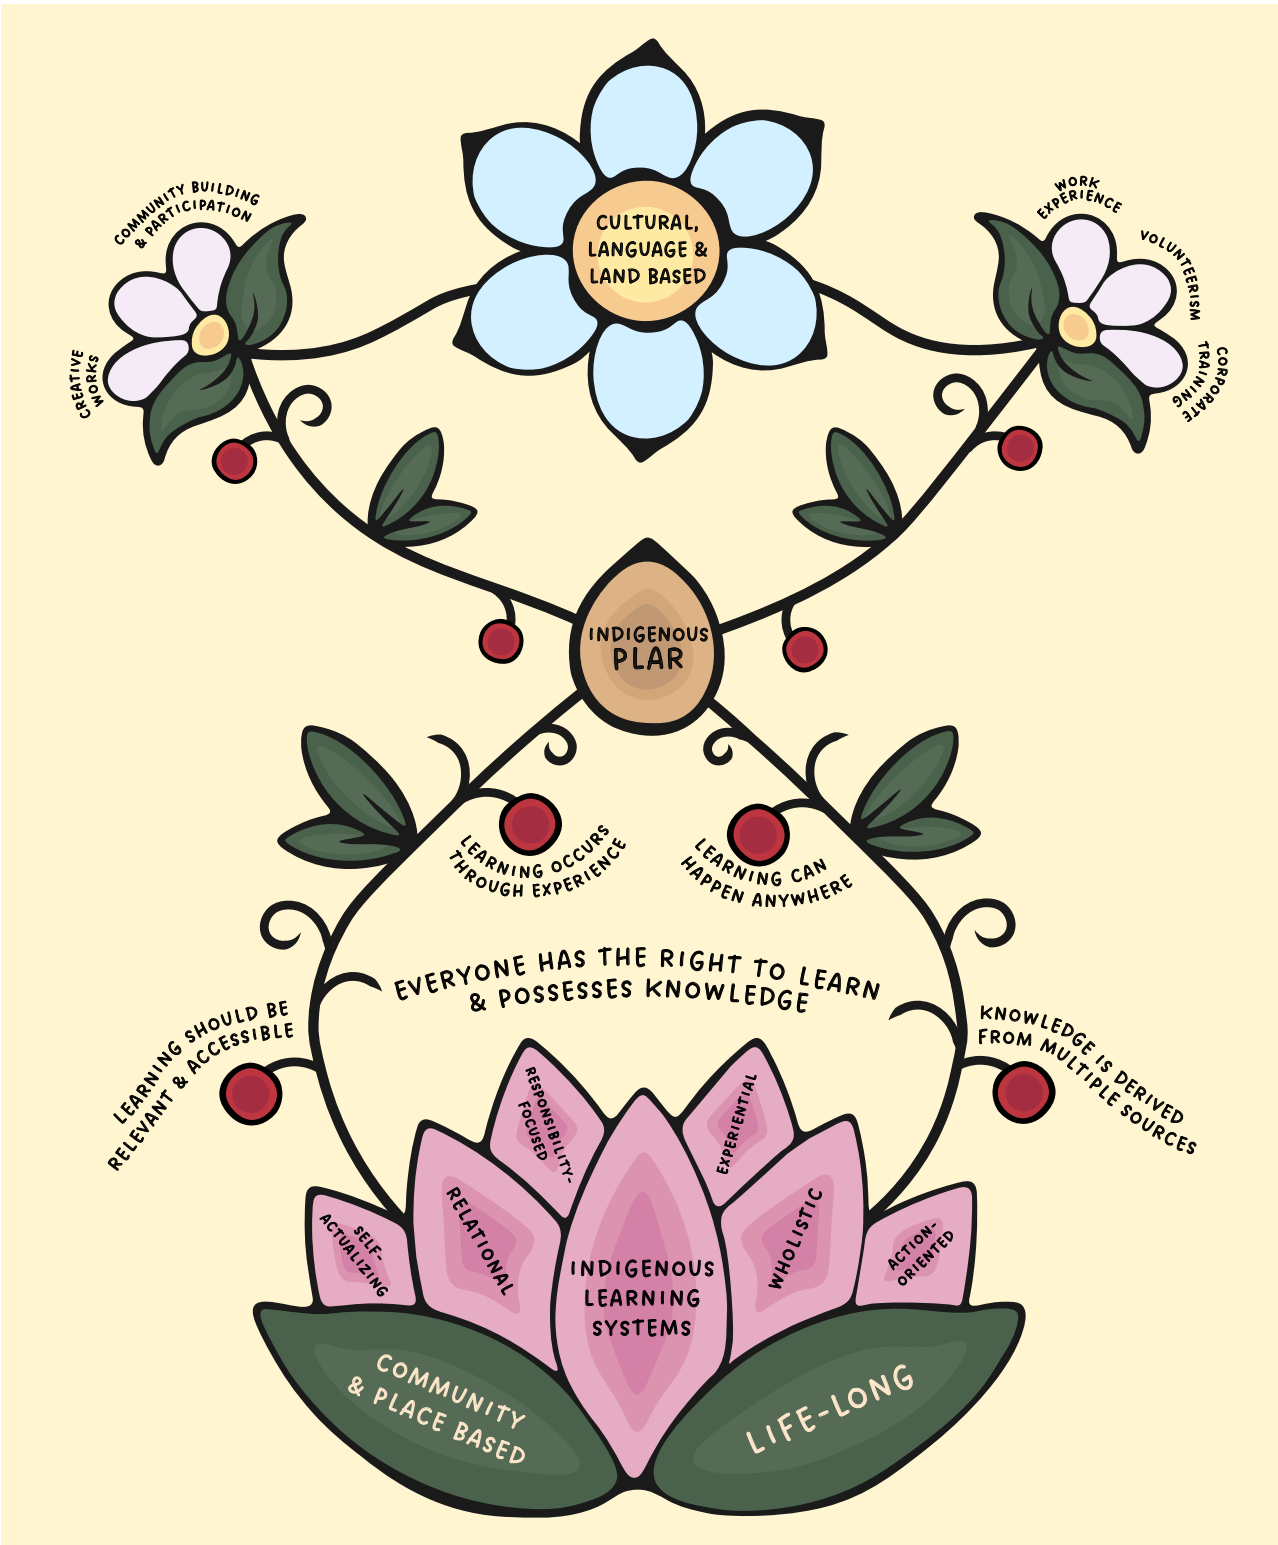 CULTURAL,
LANGUAGE &
LAND BASED
COMMUNITY BUILDING
& PARTICIPATION
CREATIVE
WORKS
WORK
EXPERIENCE
VOLUNTEERISM
CORPORATE
TRAINING
INDIGENOUS
PLAR
LEARNING OCCURS
THROUGH EXPERIENCE
LEARNING CAN
HAPPEN ANYWHERE
EVERYONE HAS THE RIGHT TO LEARN
& POSSESSES KNOWLEDGE
LEARNING SHOULD BE
RELEVANT & ACCESSIBLE
KNOWLEDGE IS DERIVED
FROM MULTIPLE SOURCES
RESPONSIBILITY-
FOCUSED
EXPERIENTIAL
SELF-
ACTUALIZING
RELATIONAL
INDIGENOUS
LEARNING
SYSTEMS
WHOLISTIC
ACTION-
ORIENTED
COMMUNITY
& PLACE BASED
LIFE-LONG